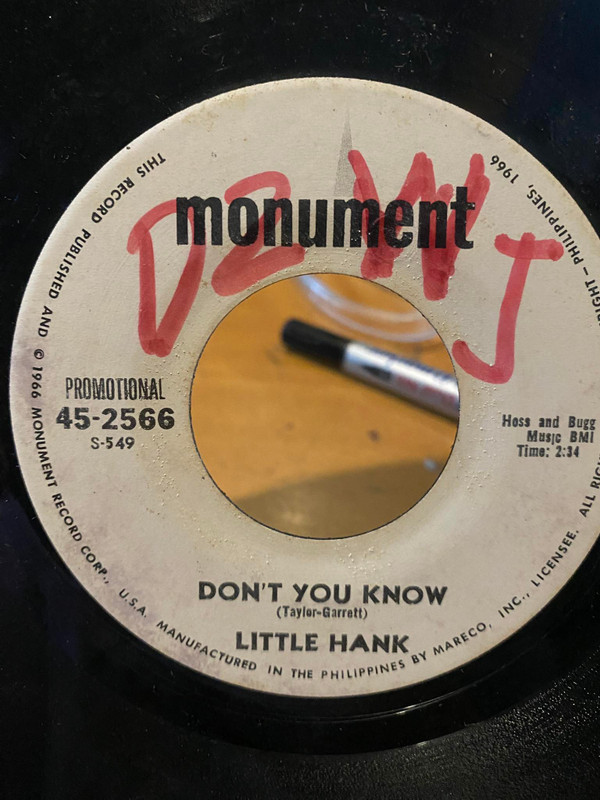 monument
DZWJ
PROMOTIONAL
45-2566
S-549
Hoss and Bugg
Music BMI
Time: 2:34
DON'T YOU KNOW
(Taylor-Garrett)
LITTLE HANK
THIS RECORD PUBLISHED AND © 1966 MONUMENT RECORD CORP., U.S.A. MANUFACTURED IN THE PHILIPPINES BY MARECO, INC., LICENSEE. ALL
PHILIPPINES, 1966